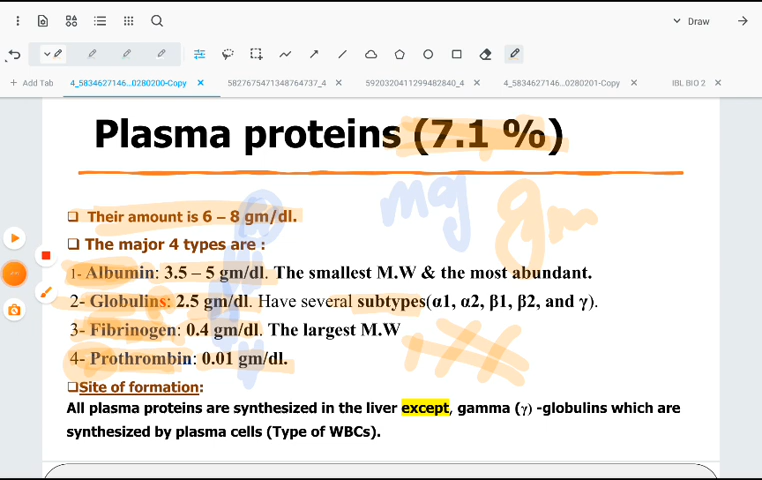 Draw
Add Tab
4_5834627146...0280200-Copy
5827675471348764737_4
5920320411299482840_4
4_5834627146...0280201-Copy
IBL BIO 2
Plasma proteins (7.1 %)
mg gm
❑ Their amount is 6 – 8 gm/dl.
❑ The major 4 types are :
1- Albumin: 3.5 – 5 gm/dl. The smallest M.W & the most abundant.
2- Globulins: 2.5 gm/dl. Have several subtypes(α1, α2, β1, β2, and γ).
3- Fibrinogen: 0.4 gm/dl. The largest M.W
4- Prothrombin: 0.01 gm/dl.
❑Site of formation:
All plasma proteins are synthesized in the liver except, gamma (γ) -globulins which are
synthesized by plasma cells (Type of WBCs).